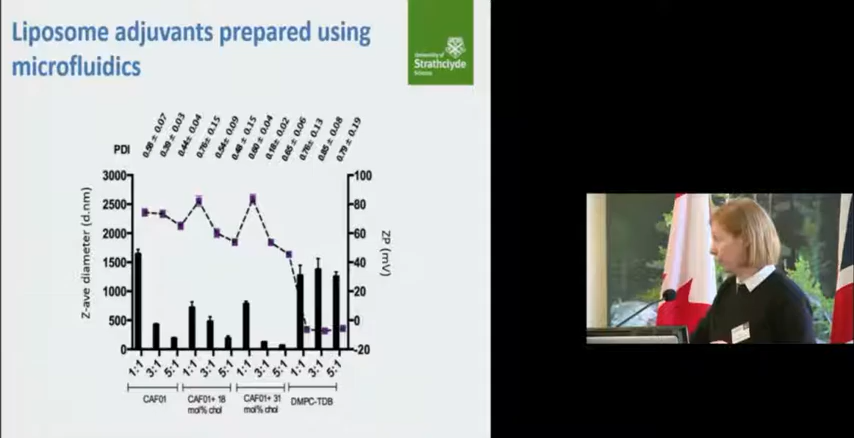 Liposome adjuvants prepared using
microfluidics
University of
Strathclyde
Science
PDI
0.58 ± 0.07
0.39 ± 0.03
0.44± 0.04
0.76± 0.15
0.54± 0.09
0.48 ± 0.15
0.60 ± 0.04
0.18± 0.02
0.65 ± 0.06
0.76± 0.13
0.85 ± 0.08
0.79 ± 0.19
Z-ave diameter (d.nm)
3000
2500
2000
1500
1000
500
0
100
80
60
40
20
0
-20
ZP (mV)
1:1 3:1 5:1 1:1 3:1 5:1 1:1 3:1 5:1 1:1 3:1 5:1
CAF01
CAF01+ 18
mol% chol
CAF01+ 31
mol% chol
DMPC-TDB